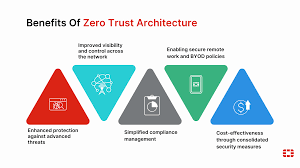 Benefits Of Zero Trust Architecture
Improved visibility
and control across
the network
Enabling secure remote
work and BYOD policies
Enhanced protection
against advanced
threats
Simplified compliance
management
Cost-effectiveness
through consolidated
security measures